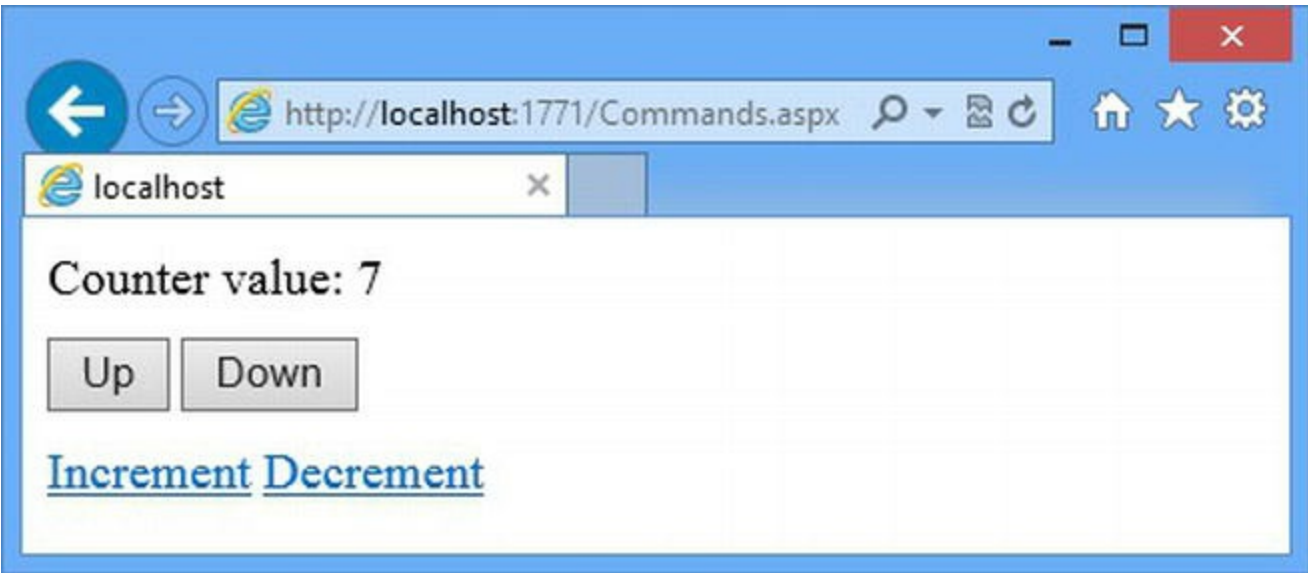 http://localhost:1771/Commands.aspx
localhost
Counter value: 7
Up Down
Increment Decrement